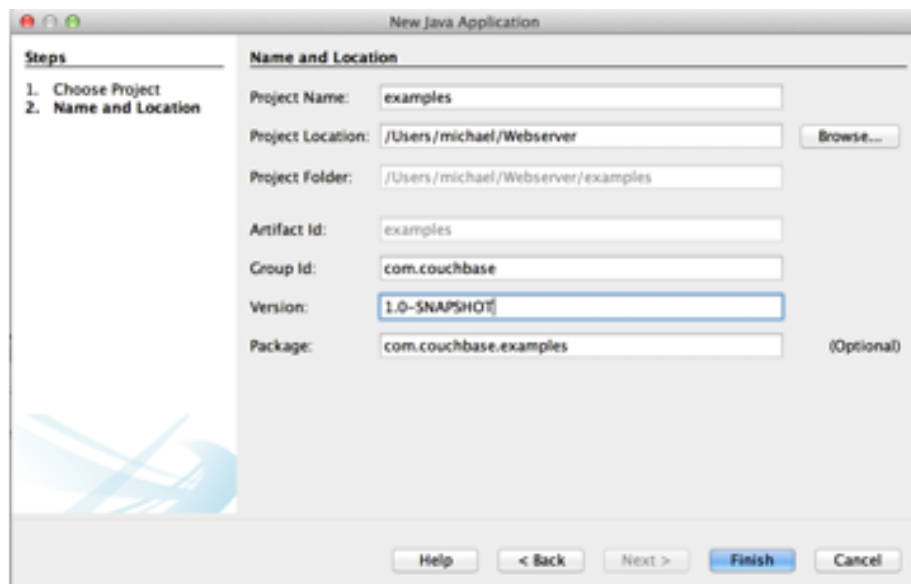 New Java Application
Steps
1. Choose Project
2. Name and Location
Name and Location
Project Name: examples
Project Location: /Users/michael/Webserver Browse...
Project Folder: /Users/michael/Webserver/examples
Artifact Id: examples
Group Id: com.couchbase
Version: 1.0-SNAPSHOT
Package: com.couchbase.examples (Optional)
Help < Back Next > Finish Cancel